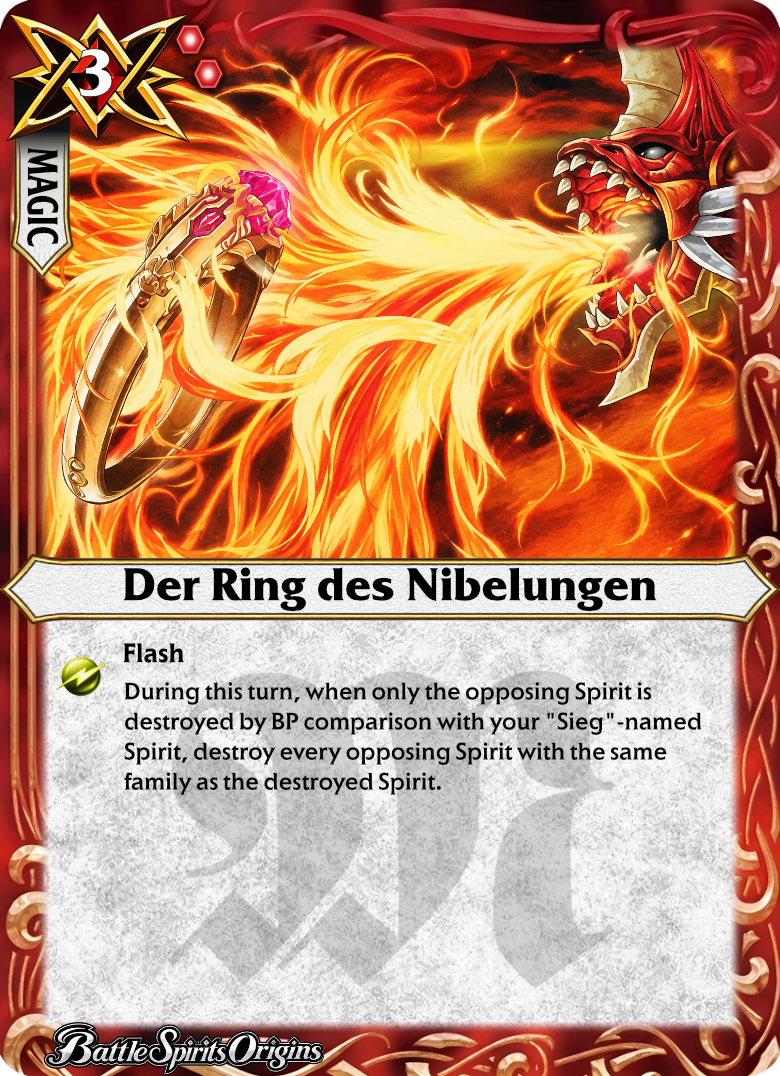 3
MAGIC
Der Ring des Nibelungen
Flash
During this turn, when only the opposing Spirit is
destroyed by BP comparison with your "Sieg"-named
Spirit, destroy every opposing Spirit with the same
family as the destroyed Spirit.
Battle Spirits Origins